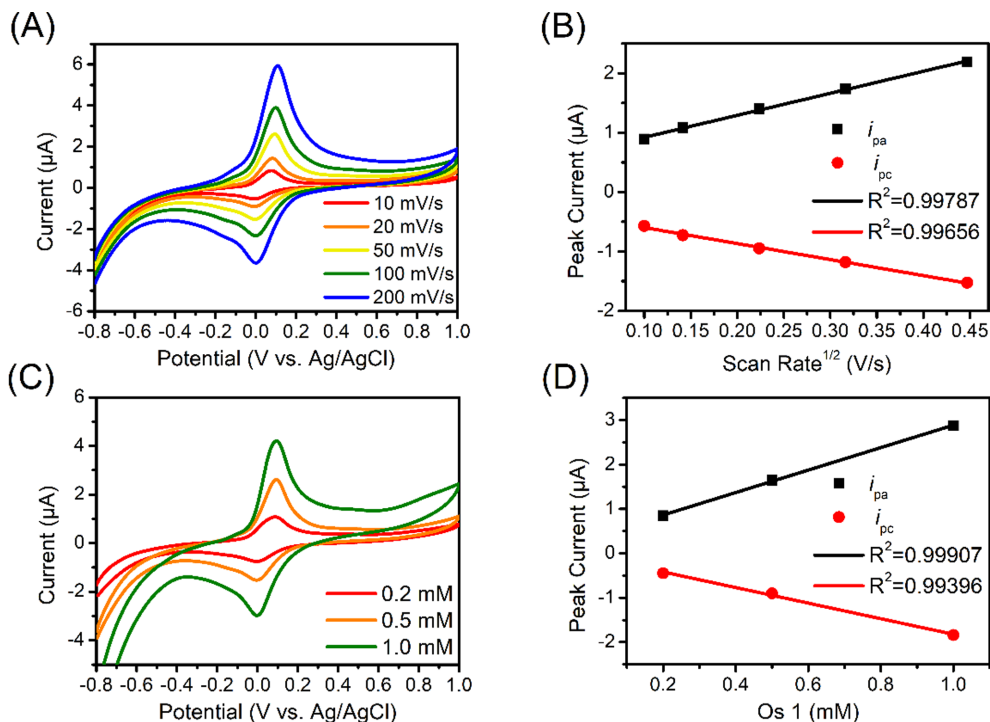 (A)
Current (µA)
6
4
2
0
-2
-4
-6
10 mV/s
20 mV/s
50 mV/s
100 mV/s
200 mV/s
-0.8 -0.6 -0.4 -0.2 0.0 0.2 0.4 0.6 0.8 1.0
Potential (V vs. Ag/AgCl)
(B)
Peak Current (µA)
2
1
0
-1
-2
ipa
ipc
R²=0.99787
R²=0.99656
0.10 0.15 0.20 0.25 0.30 0.35 0.40 0.45
Scan Rate^1/2 (V/s)
(C)
Current (µA)
6
4
2
0
-2
-4
0.2 mM
0.5 mM
1.0 mM
-0.8 -0.6 -0.4 -0.2 0.0 0.2 0.4 0.6 0.8 1.0
Potential (V vs. Ag/AgCl)
(D)
Peak Current (µA)
3
2
1
0
-1
-2
ipa
ipc
R²=0.99907
R²=0.99396
0.2 0.4 0.6 0.8 1.0
Os 1 (mM)